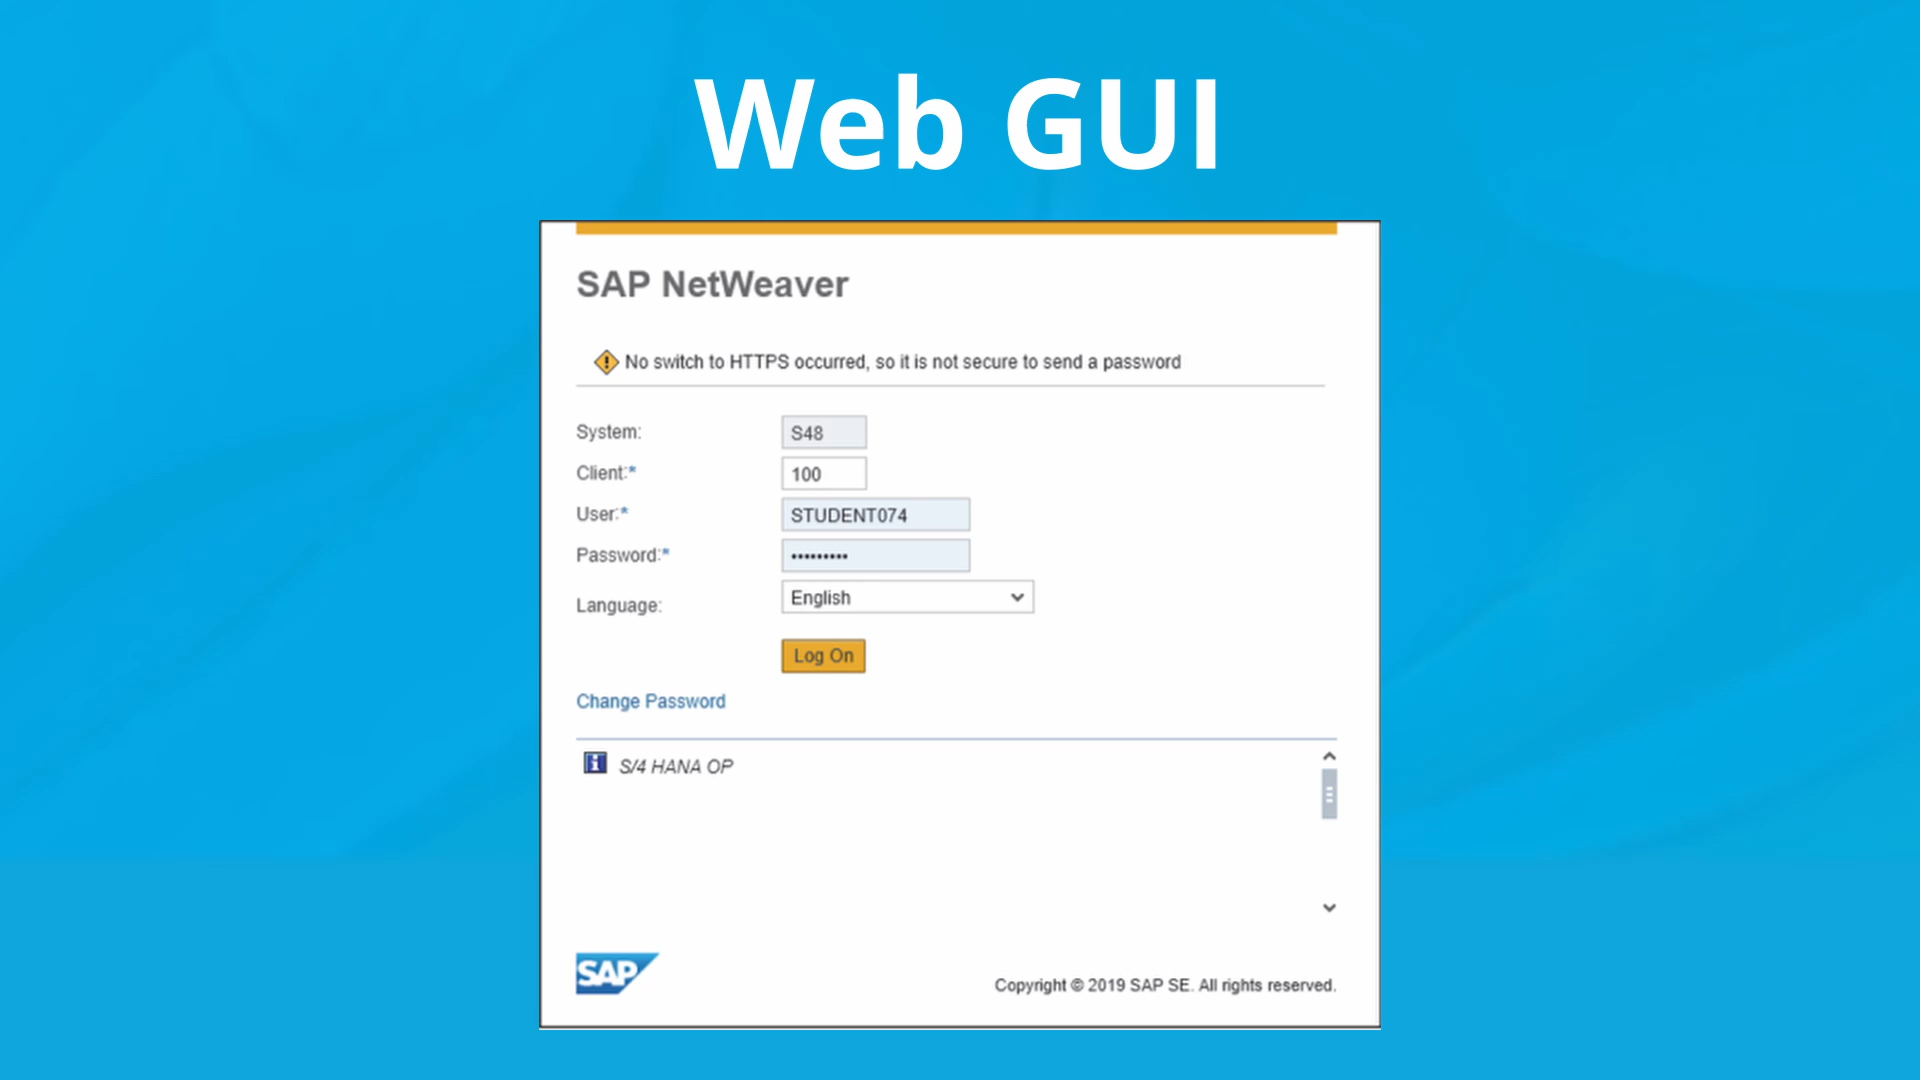 Web GUI
SAP NetWeaver
No switch to HTTPS occurred, so it is not secure to send a password
System: S48
Client:* 100
User:* STUDENT074
Password:* •••••••••
Language: English
Log On
Change Password
S/4 HANA OP
SAP
Copyright © 2019 SAP SE. All rights reserved.